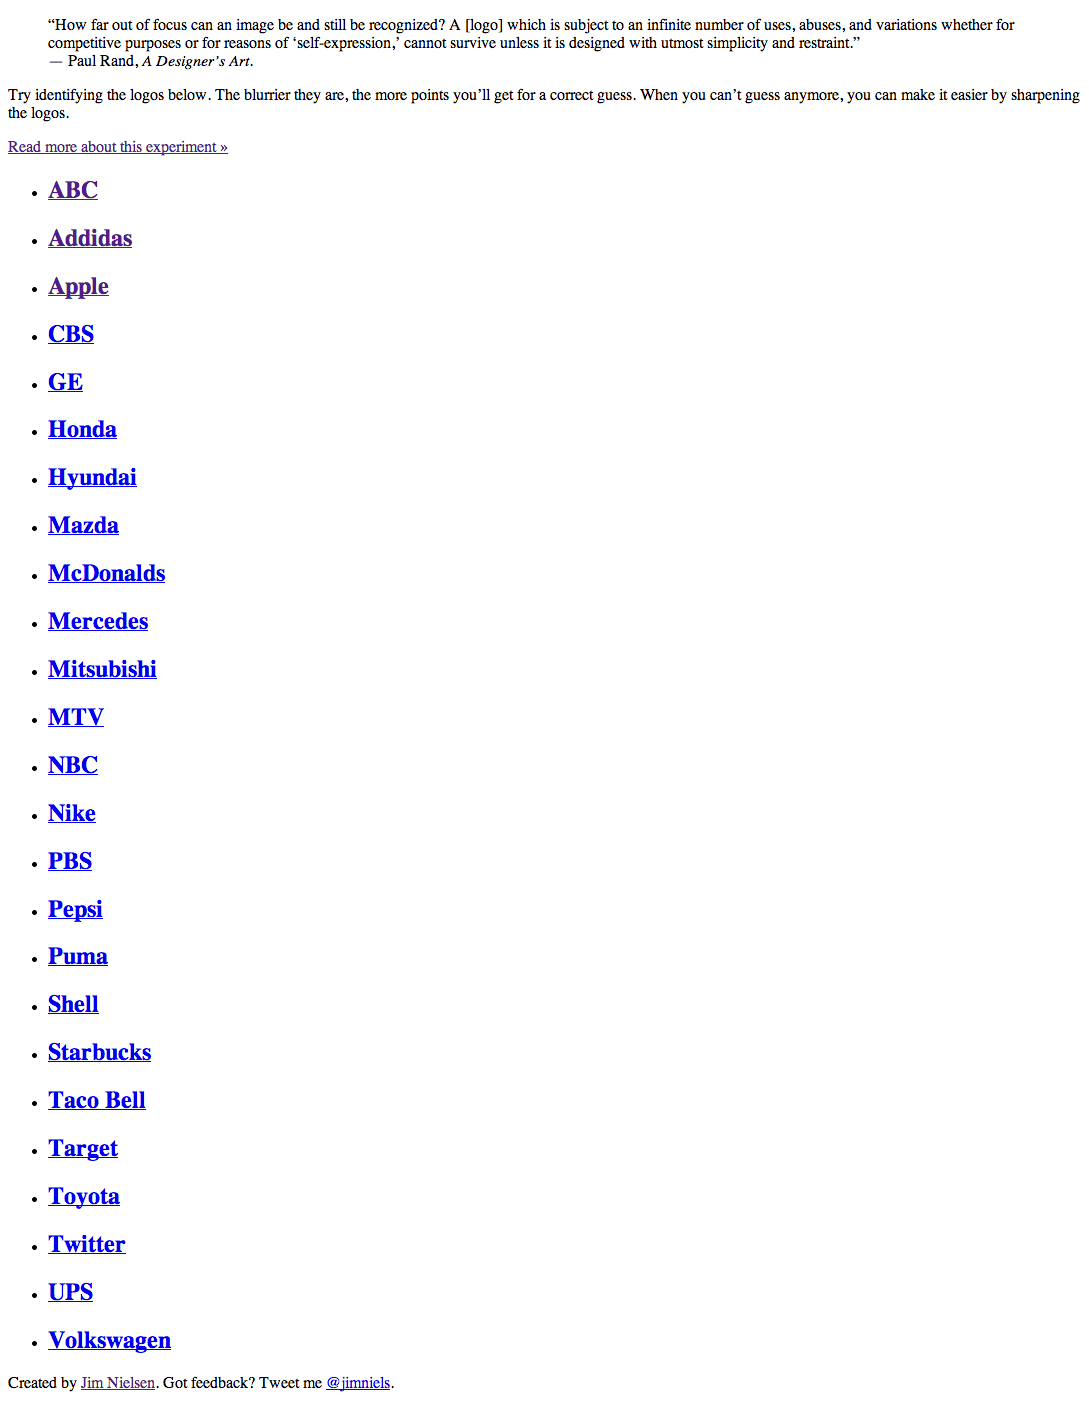 “How far out of focus can an image be and still be recognized? A [logo] which is subject to an infinite number of uses, abuses, and variations whether for
competitive purposes or for reasons of ‘self-expression,’ cannot survive unless it is designed with utmost simplicity and restraint.”
— Paul Rand, A Designer’s Art.
Try identifying the logos below. The blurrier they are, the more points you’ll get for a correct guess. When you can’t guess anymore, you can make it easier by sharpening
the logos.
Read more about this experiment »
• ABC
• Addidas
• Apple
• CBS
• GE
• Honda
• Hyundai
• Mazda
• McDonalds
• Mercedes
• Mitsubishi
• MTV
• NBC
• Nike
• PBS
• Pepsi
• Puma
• Shell
• Starbucks
• Taco Bell
• Target
• Toyota
• Twitter
• UPS
• Volkswagen
Created by Jim Nielsen. Got feedback? Tweet me @jimniels.